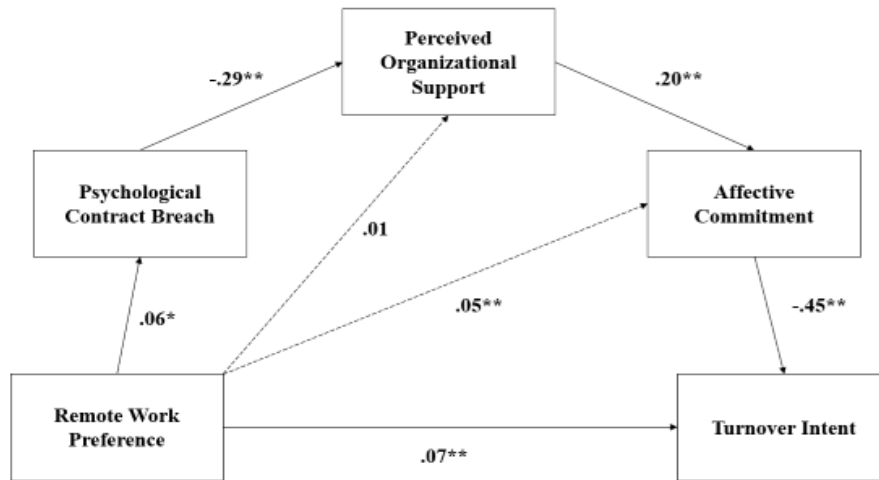 Perceived
Organizational
Support
-.29**
.20**
Psychological
Contract Breach
Affective
Commitment
.01
.05**
.06*
-.45**
Remote Work
Preference
Turnover Intent
.07**